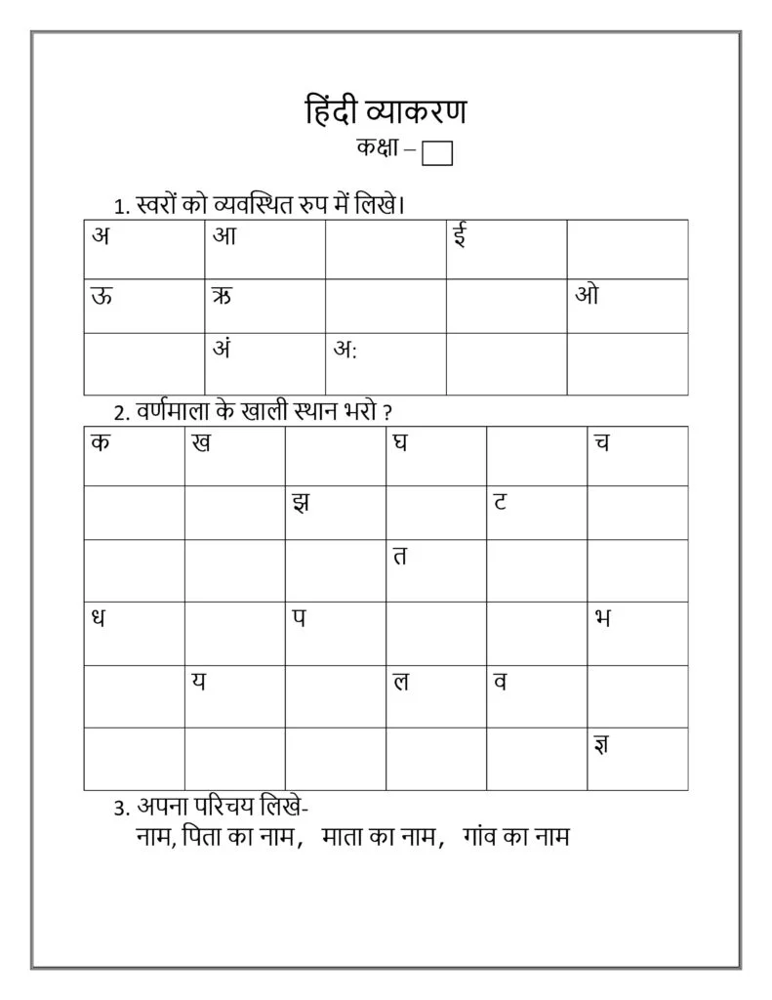 हिंदी व्याकरण
कक्षा –
1. स्वरों को व्यवस्थित रुप में लिखे।
अ आ ई
ऊ ऋ ओ
अं अ:
2. वर्णमाला के खाली स्थान भरो ?
क ख घ च
झ ट
त
ध प भ
य ल व
ज्ञ
3. अपना परिचय लिखे-
नाम, पिता का नाम, माता का नाम, गांव का नाम